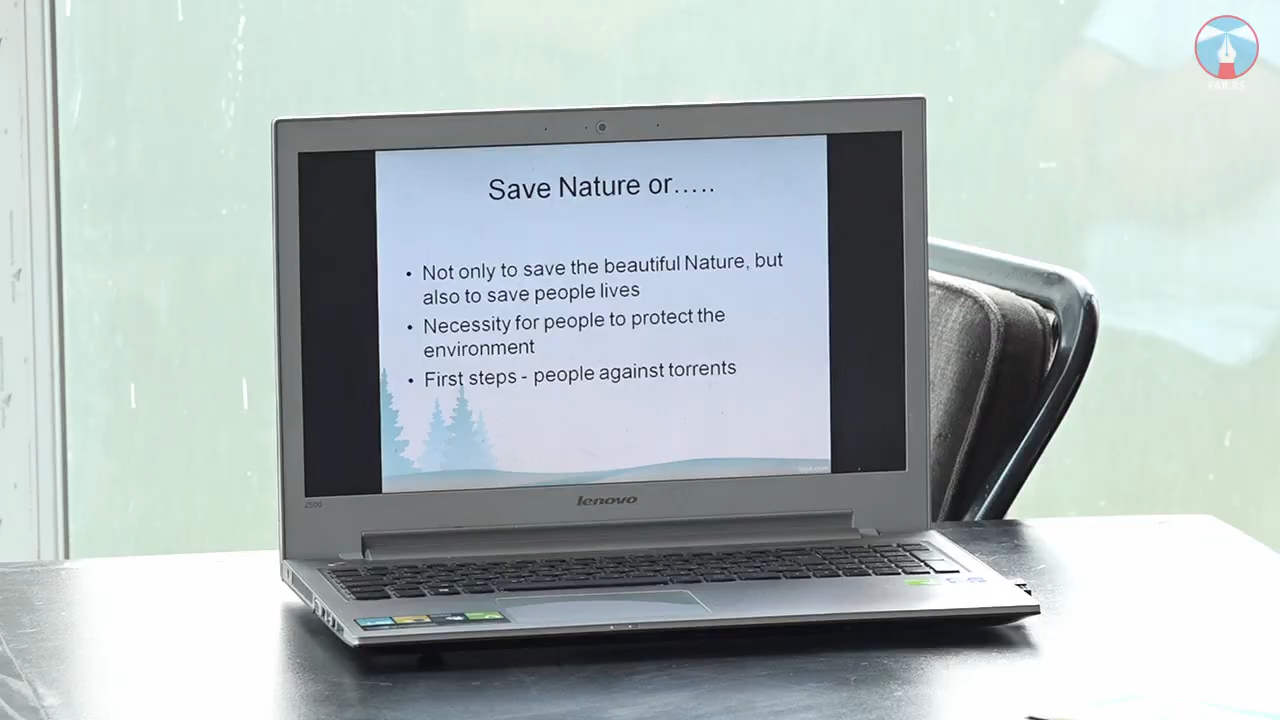 Save Nature or…..
• Not only to save the beautiful Nature, but
also to save people lives
• Necessity for people to protect the
environment
• First steps - people against torrents
Z500
lenovo